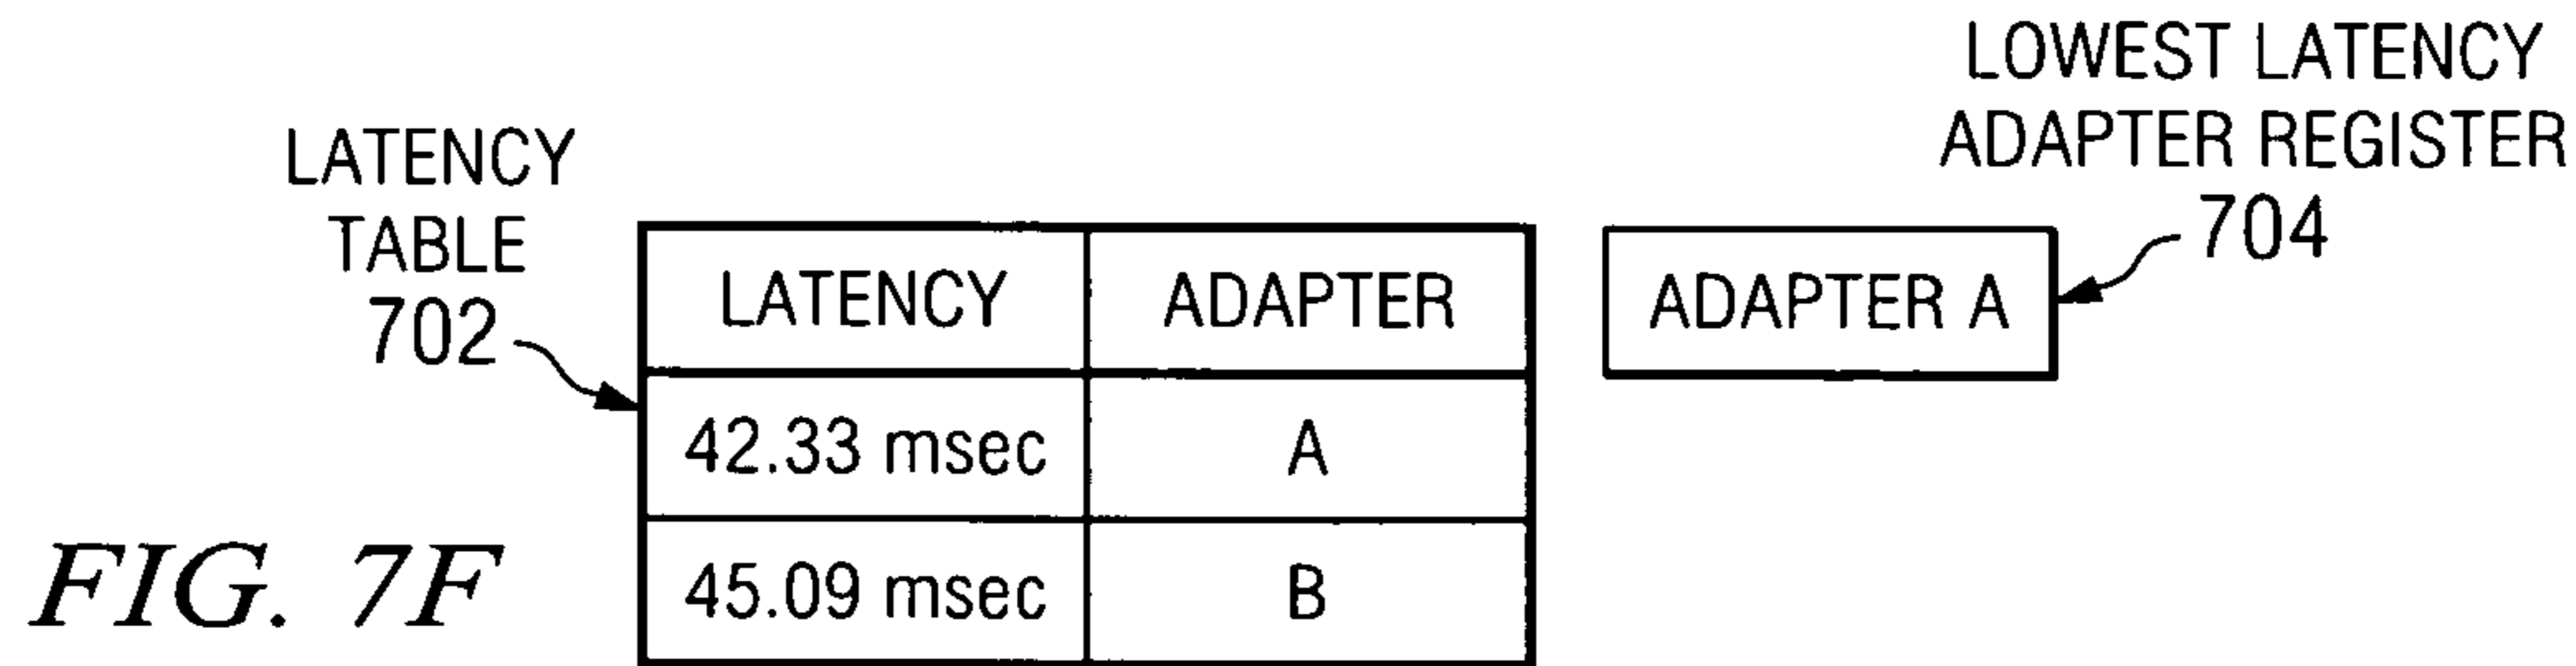 LOWEST LATENCY
ADAPTER REGISTER
704
LATENCY
TABLE
702
LATENCY ADAPTER
42.33 msec A
45.09 msec B
ADAPTER A
FIG. 7F